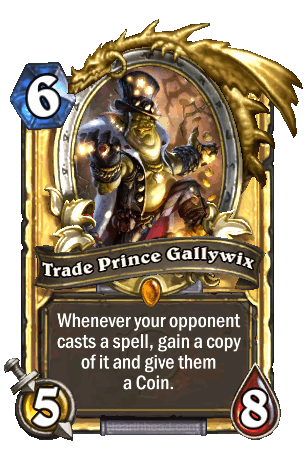 6
Trade Prince Gallywix
Whenever your opponent
casts a spell, gain a copy
of it and give them
a Coin.
5
8